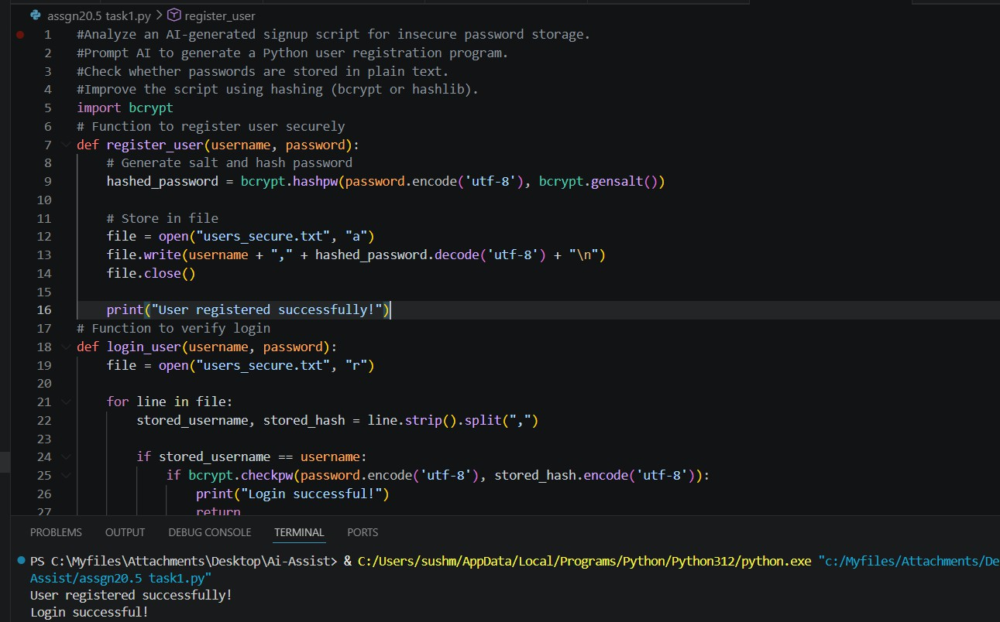 assgn20.5 task1.py > register_user
1 #Analyze an AI-generated signup script for insecure password storage.
2 #Prompt AI to generate a Python user registration program.
3 #Check whether passwords are stored in plain text.
4 #Improve the script using hashing (bcrypt or hashlib).
5 import bcrypt
6 # Function to register user securely
7 def register_user(username, password):
8     # Generate salt and hash password
9     hashed_password = bcrypt.hashpw(password.encode('utf-8'), bcrypt.gensalt())
10
11     # Store in file
12     file = open("users_secure.txt", "a")
13     file.write(username + "," + hashed_password.decode('utf-8') + "\n")
14     file.close()
15
16     print("User registered successfully!")
17 # Function to verify login
18 def login_user(username, password):
19     file = open("users_secure.txt", "r")
20
21     for line in file:
22         stored_username, stored_hash = line.strip().split(",")
23
24         if stored_username == username:
25             if bcrypt.checkpw(password.encode('utf-8'), stored_hash.encode('utf-8')):
26                 print("Login successful!")
27                 return
PROBLEMS OUTPUT DEBUG CONSOLE TERMINAL PORTS
PS C:\Myfiles\Attachments\Desktop\Ai-Assist> & C:/Users/sushm/AppData/Local/Programs/Python/Python312/python.exe "c:/Myfiles/Attachments/De
Assist/assgn20.5 task1.py"
User registered successfully!
Login successful!